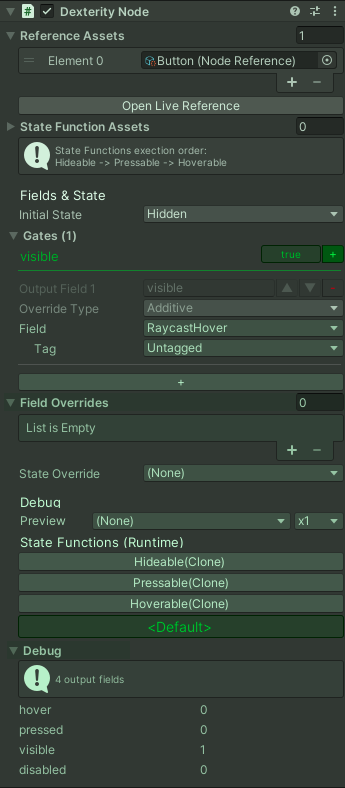 Dexterity Node
Reference Assets 1
Element 0 Button (Node Reference)
Open Live Reference
State Function Assets 0
State Functions exection order:
Hideable -> Pressable -> Hoverable
Fields & State
Initial State Hidden
Gates (1)
visible true +
Output Field 1 visible
Override Type Additive
Field RaycastHover
Tag Untagged
+
Field Overrides 0
List is Empty
+ −
State Override (None)
Debug
Preview (None) x1
State Functions (Runtime)
Hideable(Clone)
Pressable(Clone)
Hoverable(Clone)
<Default>
Debug
4 output fields
hover 0
pressed 0
visible 1
disabled 0